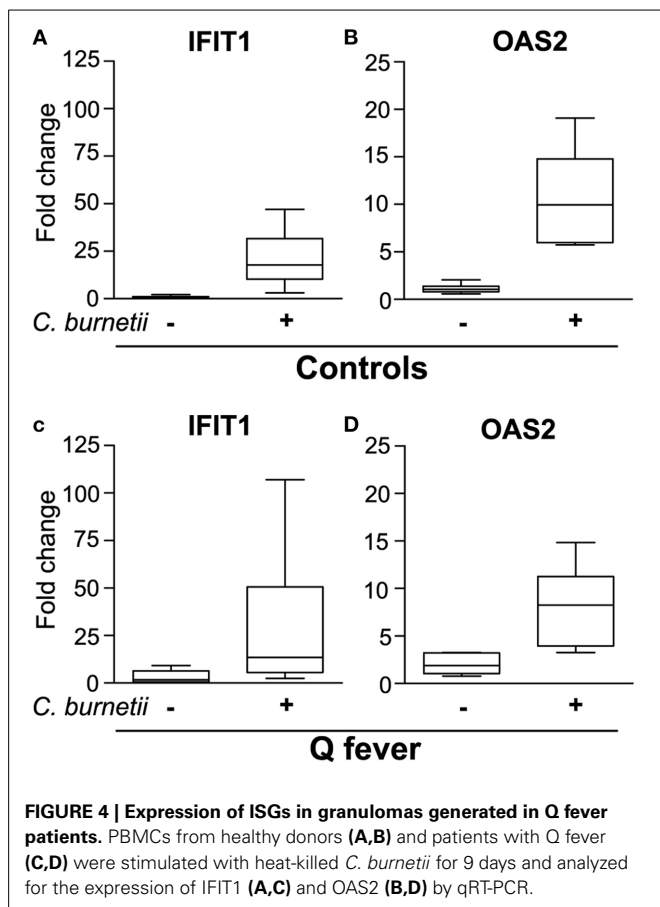 A IFIT1 B OAS2
125
100
75
50
25
0
Fold change
25
20
15
10
5
0
C. burnetii - + - +
Controls
c IFIT1 D OAS2
125
100
75
50
25
0
Fold change
25
20
15
10
5
0
C. burnetii - + - +
Q fever
FIGURE 4 | Expression of ISGs in granulomas generated in Q fever
patients. PBMCs from healthy donors (A,B) and patients with Q fever
(C,D) were stimulated with heat-killed C. burnetii for 9 days and analyzed
for the expression of IFIT1 (A,C) and OAS2 (B,D) by qRT-PCR.